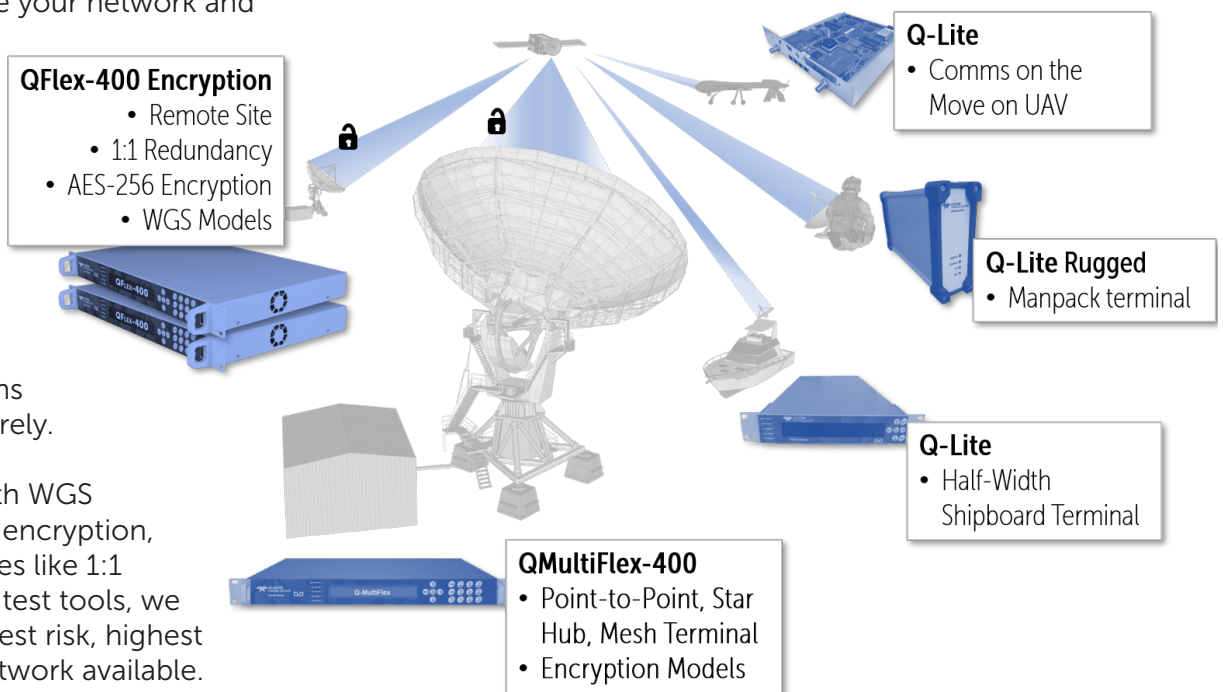 e your network and
QFlex-400 Encryption
• Remote Site
• 1:1 Redundancy
• AES-256 Encryption
• WGS Models
Q-Lite
• Comms on the
Move on UAV
Q-Lite Rugged
• Manpack terminal
Q-Lite
• Half-Width
Shipboard Terminal
QMultiFlex-400
• Point-to-Point, Star
Hub, Mesh Terminal
• Encryption Models
QFLEX-400
QFLEX-400
Q-MultiFlex
DVB
ns
rely.
th WGS
encryption,
es like 1:1
test tools, we
est risk, highest
twork available.